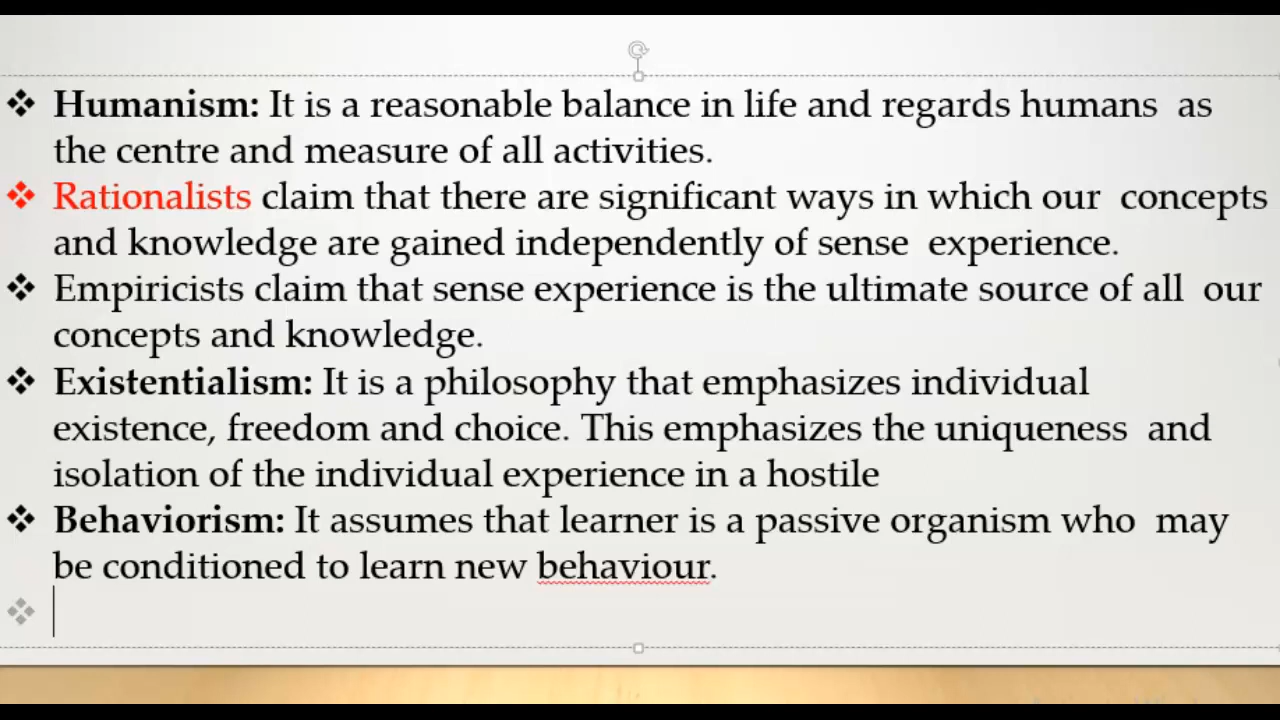 ❖ Humanism: It is a reasonable balance in life and regards humans as
the centre and measure of all activities.
❖ Rationalists claim that there are significant ways in which our concepts
and knowledge are gained independently of sense experience.
❖ Empiricists claim that sense experience is the ultimate source of all our
concepts and knowledge.
❖ Existentialism: It is a philosophy that emphasizes individual
existence, freedom and choice. This emphasizes the uniqueness and
isolation of the individual experience in a hostile
❖ Behaviorism: It assumes that learner is a passive organism who may
be conditioned to learn new behaviour.